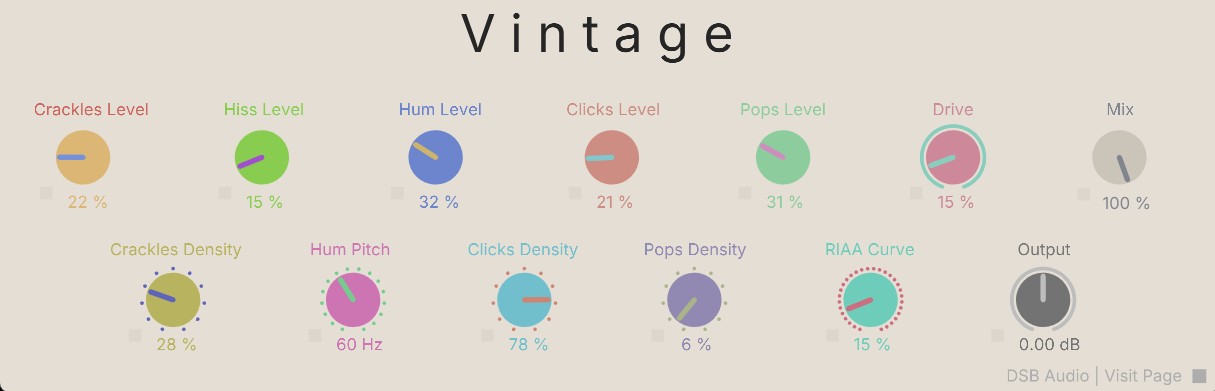 Vintage
Crackles Level Hiss Level Hum Level Clicks Level Pops Level Drive Mix
22 % 15 % 32 % 21 % 31 % 15 % 100 %
Crackles Density Hum Pitch Clicks Density Pops Density RIAA Curve Output
28 % 60 Hz 78 % 6 % 15 % 0.00 dB
DSB Audio | Visit Page